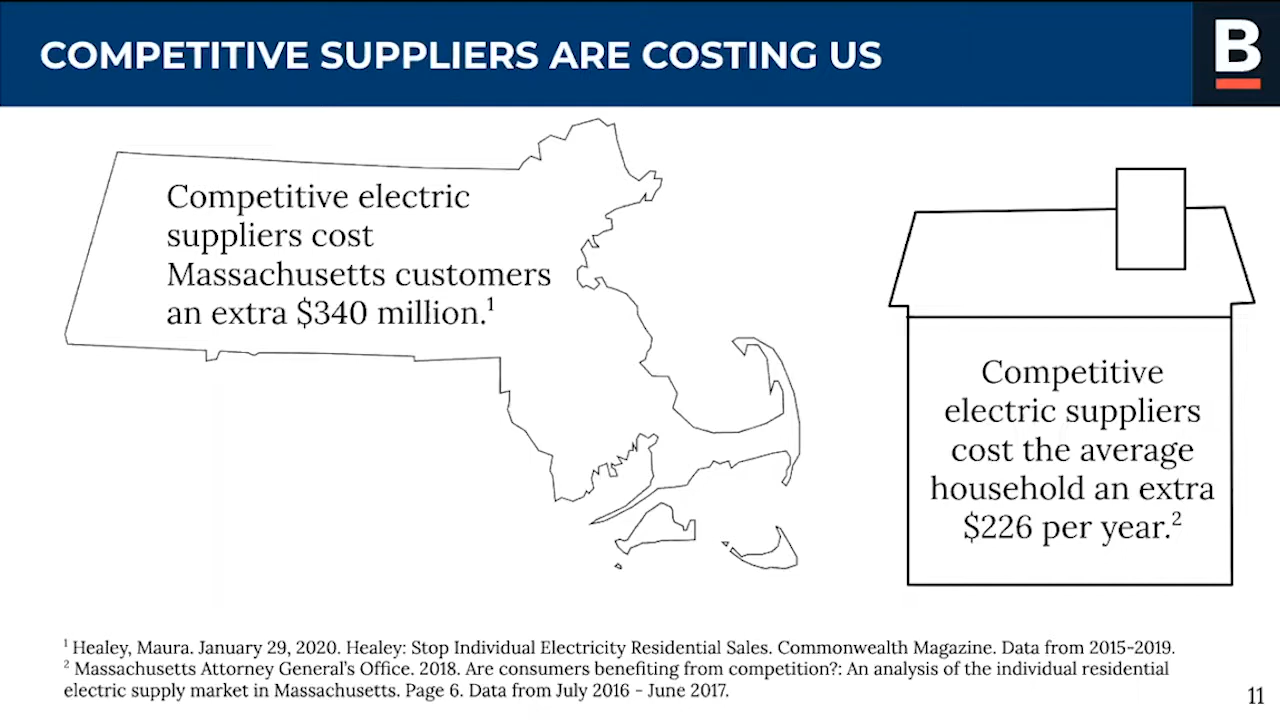 COMPETITIVE SUPPLIERS ARE COSTING US
B
Competitive electric
suppliers cost
Massachusetts customers
an extra $340 million.¹
Competitive
electric suppliers
cost the average
household an extra
$226 per year.²
¹ Healey, Maura. January 29, 2020. Healey: Stop Individual Electricity Residential Sales. Commonwealth Magazine. Data from 2015-2019.
² Massachusetts Attorney General's Office. 2018. Are consumers benefiting from competition?: An analysis of the individual residential
electric supply market in Massachusetts. Page 6. Data from July 2016 - June 2017.
11